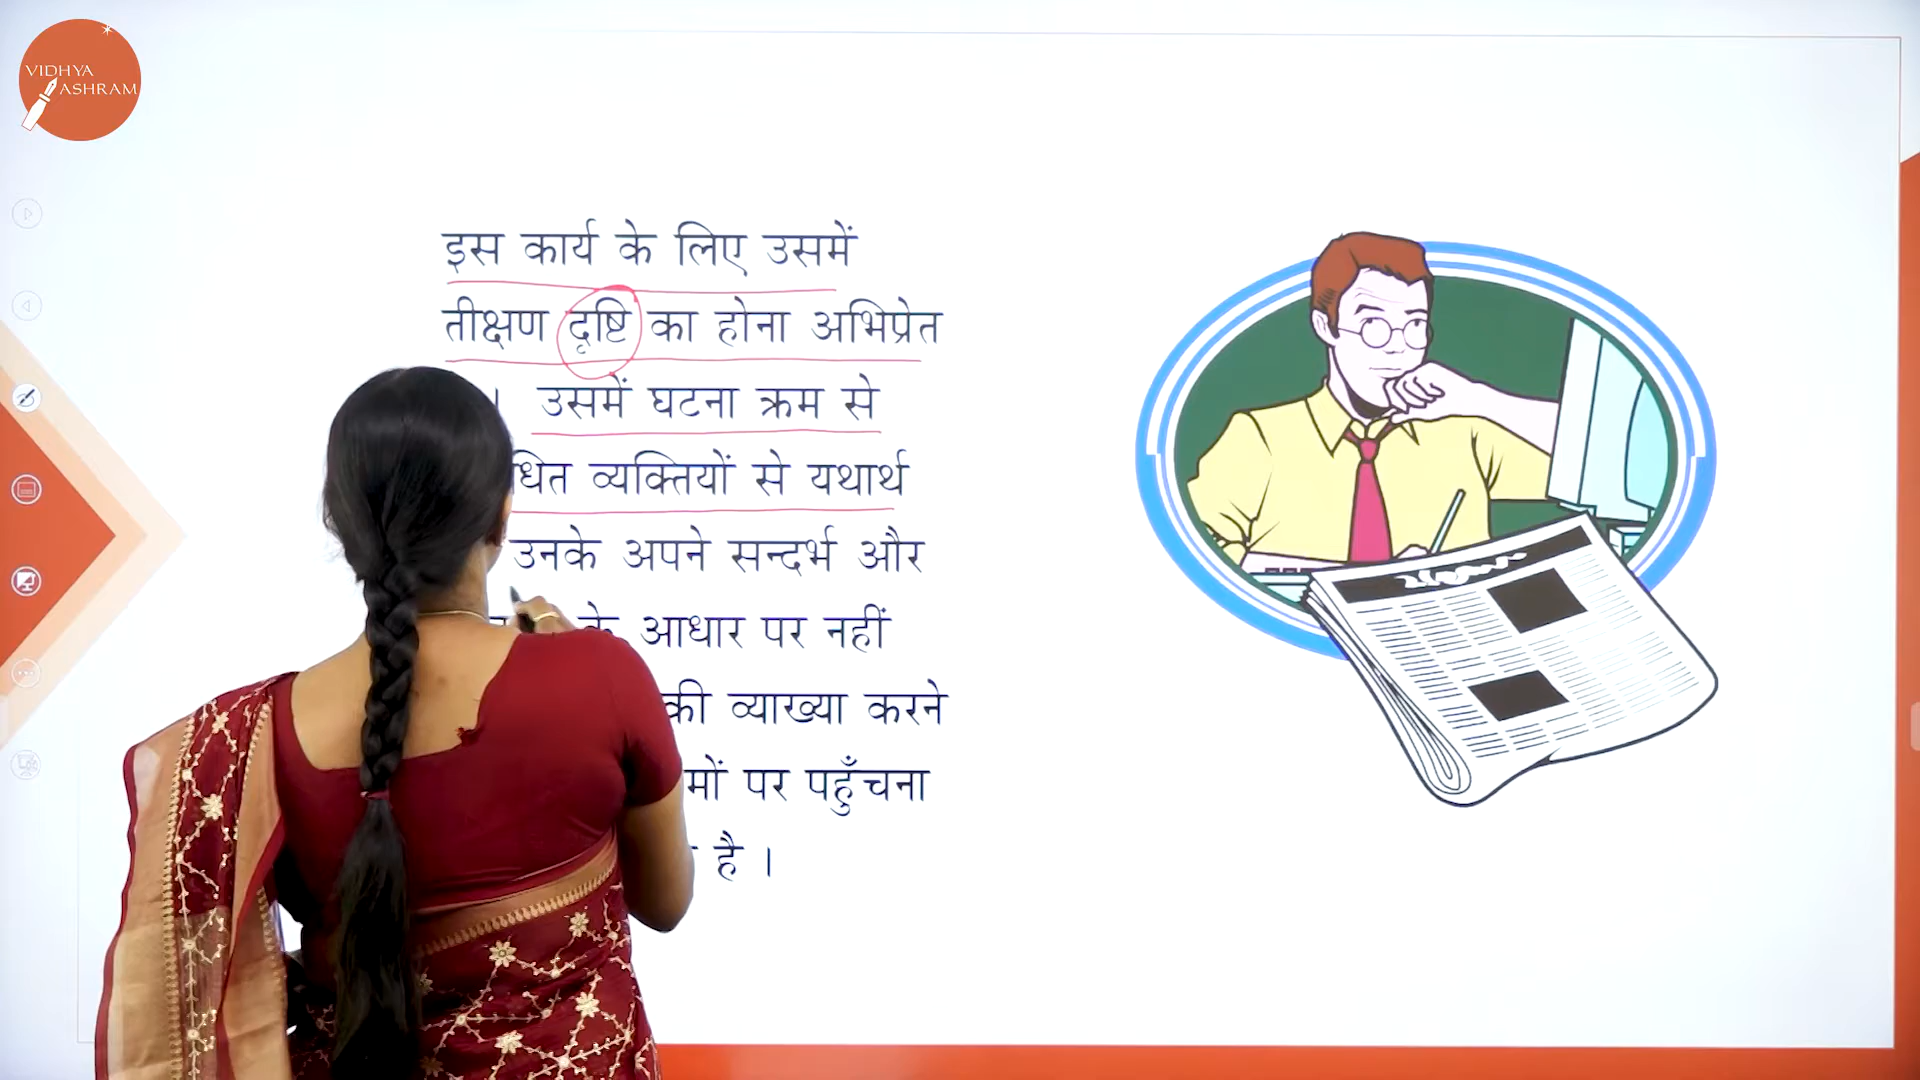 VIDHYA
ASHRAM
इस कार्य के लिए उसमें
तीक्षण दृष्टि का होना अभिप्रेत
। उसमें घटना क्रम से
व्यक्तियों से यथार्थ
उनके अपने सन्दर्भ और
के आधार पर नहीं
की व्याख्या करने
पर पहुँचना
है ।